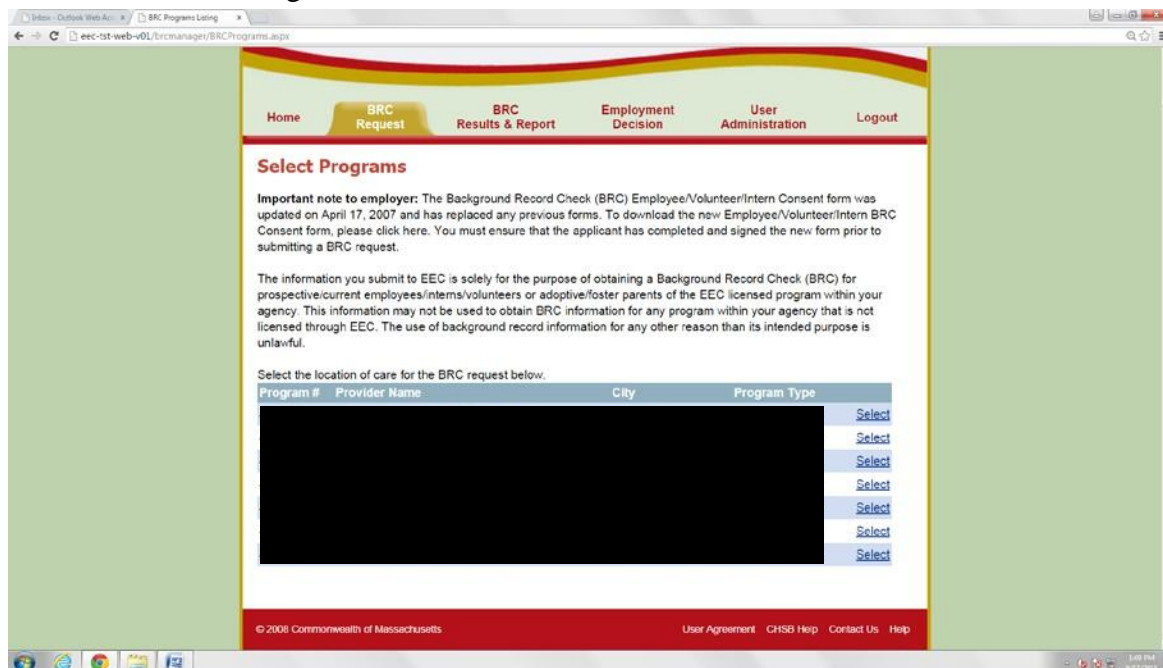 Inbox - Outlook Web Acc
BRC Programs Listing
eec-tst-web-v01/brcmanager/BRCPrograms.aspx
Home
BRC Request
BRC Results & Report
Employment Decision
User Administration
Logout
Select Programs
Important note to employer: The Background Record Check (BRC) Employee/Volunteer/Intern Consent form was
updated on April 17, 2007 and has replaced any previous forms. To download the new Employee/Volunteer/Intern BRC
Consent form, please click here. You must ensure that the applicant has completed and signed the new form prior to
submitting a BRC request.
The information you submit to EEC is solely for the purpose of obtaining a Background Record Check (BRC) for
prospective/current employees/interns/volunteers or adoptive/foster parents of the EEC licensed program within your
agency. This information may not be used to obtain BRC information for any program within your agency that is not
licensed through EEC. The use of background record information for any other reason than its intended purpose is
unlawful.
Select the location of care for the BRC request below.
Program # Provider Name City Program Type
Select
Select
Select
Select
Select
Select
Select
© 2008 Commonwealth of Massachusetts
User Agreement CHSB Help Contact Us Help